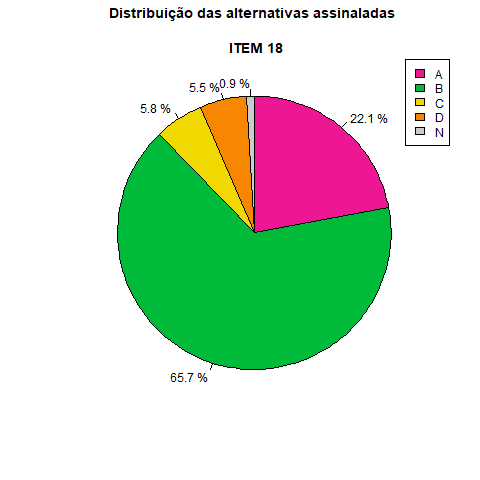 Distribuição das alternativas assinaladas
ITEM 18
A
B
C
D
N
0.9 %
5.5 %
5.8 %
22.1 %
65.7 %